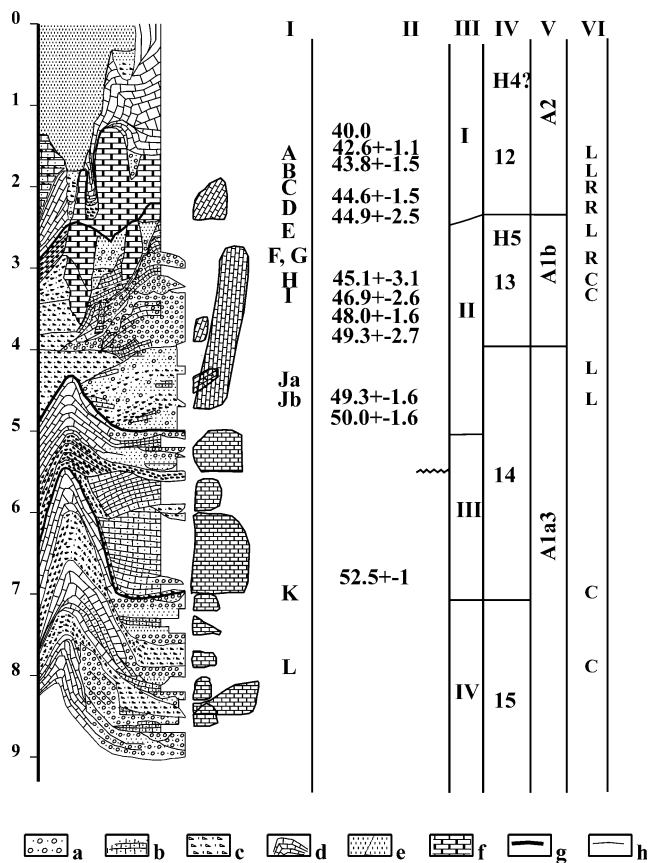 0 I II III IV V VI
H4?
1
A2
40.0
I
A 42.6+-1.1 12 L
B 43.8+-1.5 L
2 C R
44.6+-1.5
D 44.9+-2.5 R
E L
H5
F, G A1b R
3
H 45.1+-3.1 13 C
I 46.9+-2.6 C
48.0+-1.6 II
49.3+-2.7
4
Ja L
Jb 49.3+-1.6 L
50.0+-1.6
5
14
6 III
A1a3
52.5+-1
7 K C
L C
8
IV 15
9
a b c d e f g h